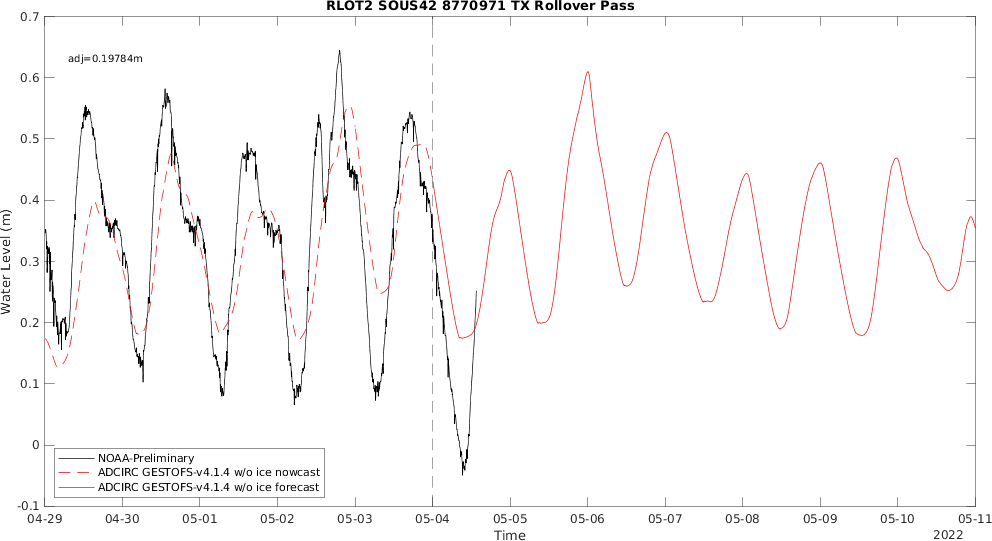 RLOT2 SOUS42 8770971 TX Rollover Pass
adj=0.19784m
0.7
0.6
0.5
0.4
0.3
0.2
0.1
0
-0.1
Water Level (m)
NOAA-Preliminary
ADCIRC GESTOFS-v4.1.4 w/o ice nowcast
ADCIRC GESTOFS-v4.1.4 w/o ice forecast
04-29 04-30 05-01 05-02 05-03 05-04 05-05 05-06 05-07 05-08 05-09 05-10 05-11
Time
2022